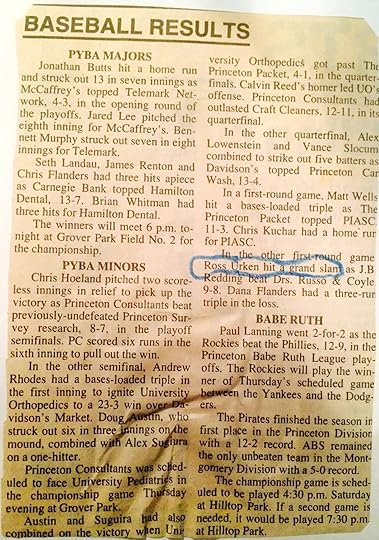 BASEBALL RESULTS
PYBA MAJORS
Jonathan Butts hit a home run
and struck out 13 in seven innings as
McCaffrey's topped Telemark Net-
work, 4-3, in the opening round of
the playoffs. Jared Lee pitched the
eighth inning for McCaffrey's. Ben-
nett Murphy struck out seven in eight
innings for Telemark.
Seth Landau, James Renton and
Chris Flanders had three hits apiece
as Carnegie Bank topped Hamilton
Dental, 13-7. Brian Whitman had
three hits for Hamilton Dental.
The winners will meet 6 p.m. to-
night at Grover Park Field No. 2 for
the championship.
PYBA MINORS
Chris Hoeland pitched two score-
less innings in relief to pick up the
victory as Princeton Consultants beat
previously-undefeated Princeton Sur-
vey research, 8-7, in the playoff
semifinals. PC scored six runs in the
sixth inning to pull out the win.
In the other semifinal, Andrew
Rhodes had a bases-loaded triple in
the first inning to ignite University
Orthopedics to a 23-3 win over Da-
vidson's Market. Doug Austin, who
struck out six in three innings on the
mound, combined with Alex Sugiura
on a one-hitter.
Princeton Consultants was sched-
uled to face University Pediatrics in
the championship game Thursday
evening at Grover Park.
Austin and Suguira had also
combined on the victory when Uni-
versity Orthopedics got past The
Princeton Packet, 4-1, in the quarter-
finals. Calvin Reed's homer led UO's
offense. Princeton Consultants had
outlasted Craft Cleaners, 12-11, in its
quarterfinal.
In the other quarterfinal, Alex
Lowenstein and Vance Slocum
combined to strike out five batters as
Davidson's topped Princeton Car
Wash, 13-4.
In a first-round game, Matt Wells
hit a bases-loaded triple as The
Princeton Packet topped PIASC,
11-3. Chris Kuchar had a home run
for PIASC.
In the other first-round game,
Ross Urken hit a grand slam as J.B.
Redding beat Drs. Russo & Coyle,
9-8. Dana Flanders had a three-run
triple in the loss.
BABE RUTH
Paul Lanning went 2-for-2 as the
Rockies beat the Phillies, 12-9, in the
Princeton Babe Ruth League play-
offs. The Rockies will play the win-
ner of Thursday's scheduled game
between the Yankees and the Dodg-
ers.
The Pirates finished the season in
first place in the Princeton Division
with a 12-2 record. ABS remained
the only unbeaten team in the Mont-
gomery Division with a 5-0 record.
The championship game is sched-
uled to be played 4:30 p.m. Saturday
at Hilltop Park. If a second game is
needed, it would be played 7:30 p.m.
at Hilltop Park.